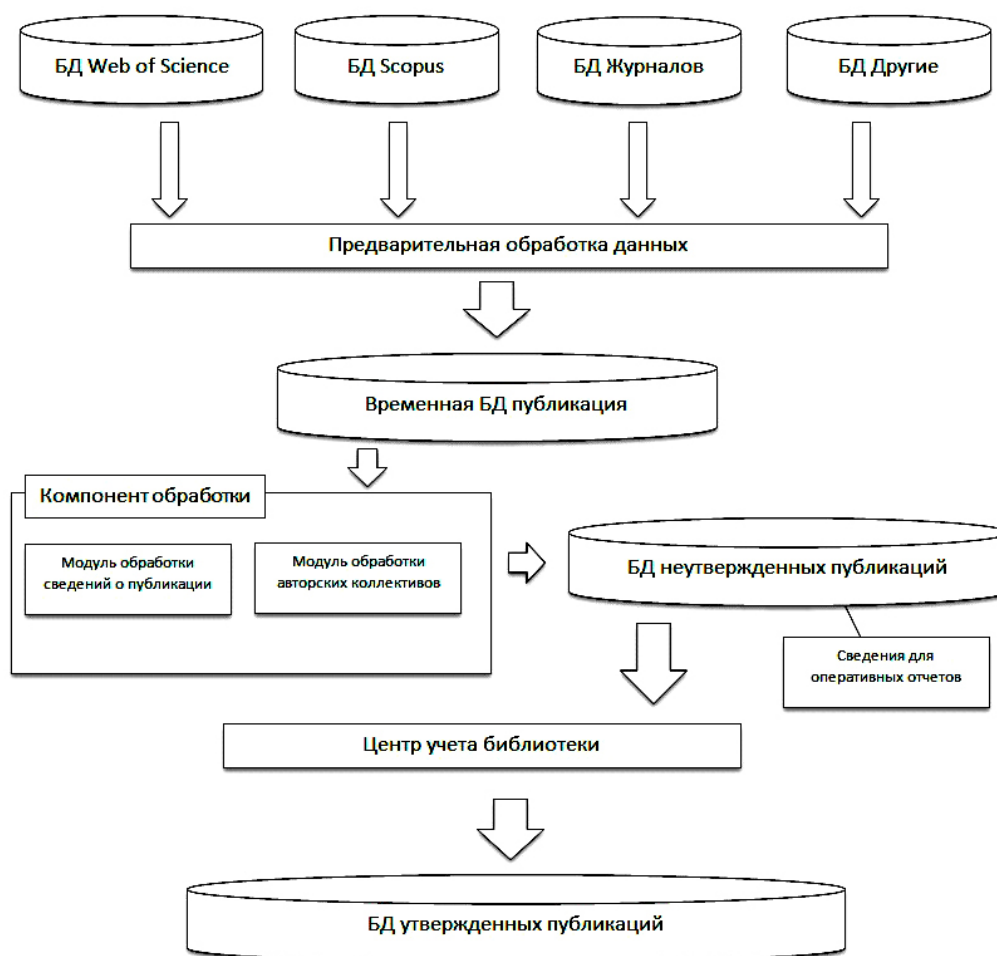 БД Web of Science
БД Scopus
БД Журналов
БД Другие
Предварительная обработка данных
Временная БД публикация
Компонент обработки
Модуль обработки
сведений о публикации
Модуль обработки
авторских коллективов
БД неутвержденных публикаций
Сведения для
оперативных отчетов
Центр учета библиотеки
БД утвержденных публикаций